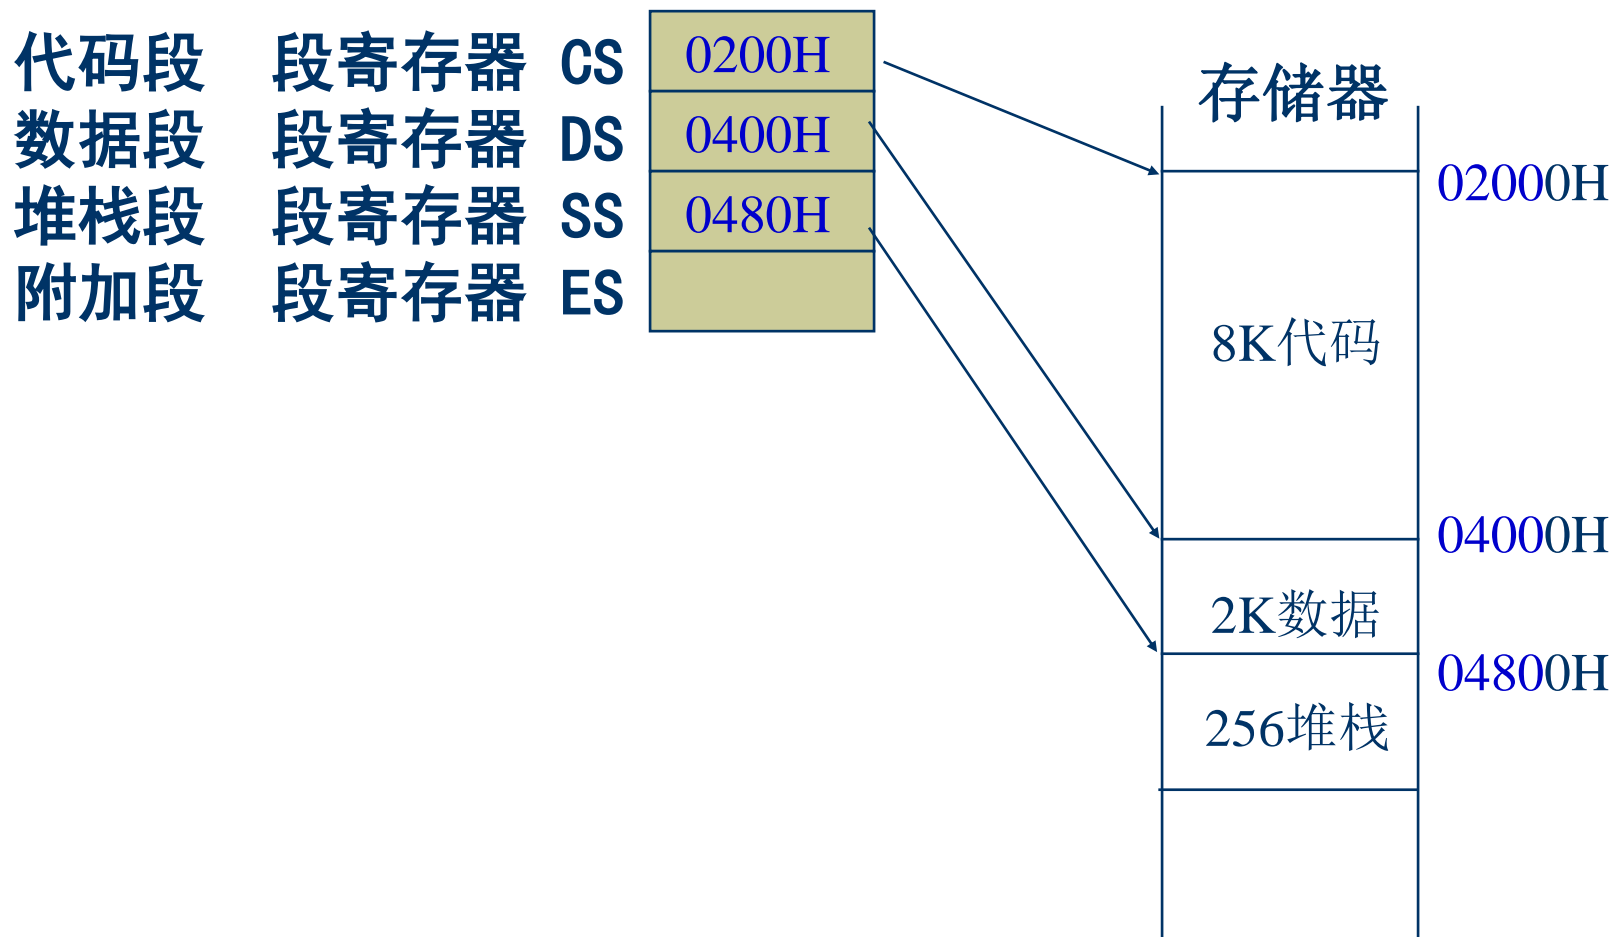 代码段 段寄存器 CS 0200H
数据段 段寄存器 DS 0400H
堆栈段 段寄存器 SS 0480H
附加段 段寄存器 ES
存储器
02000H
8K代码
04000H
2K数据
04800H
256堆栈